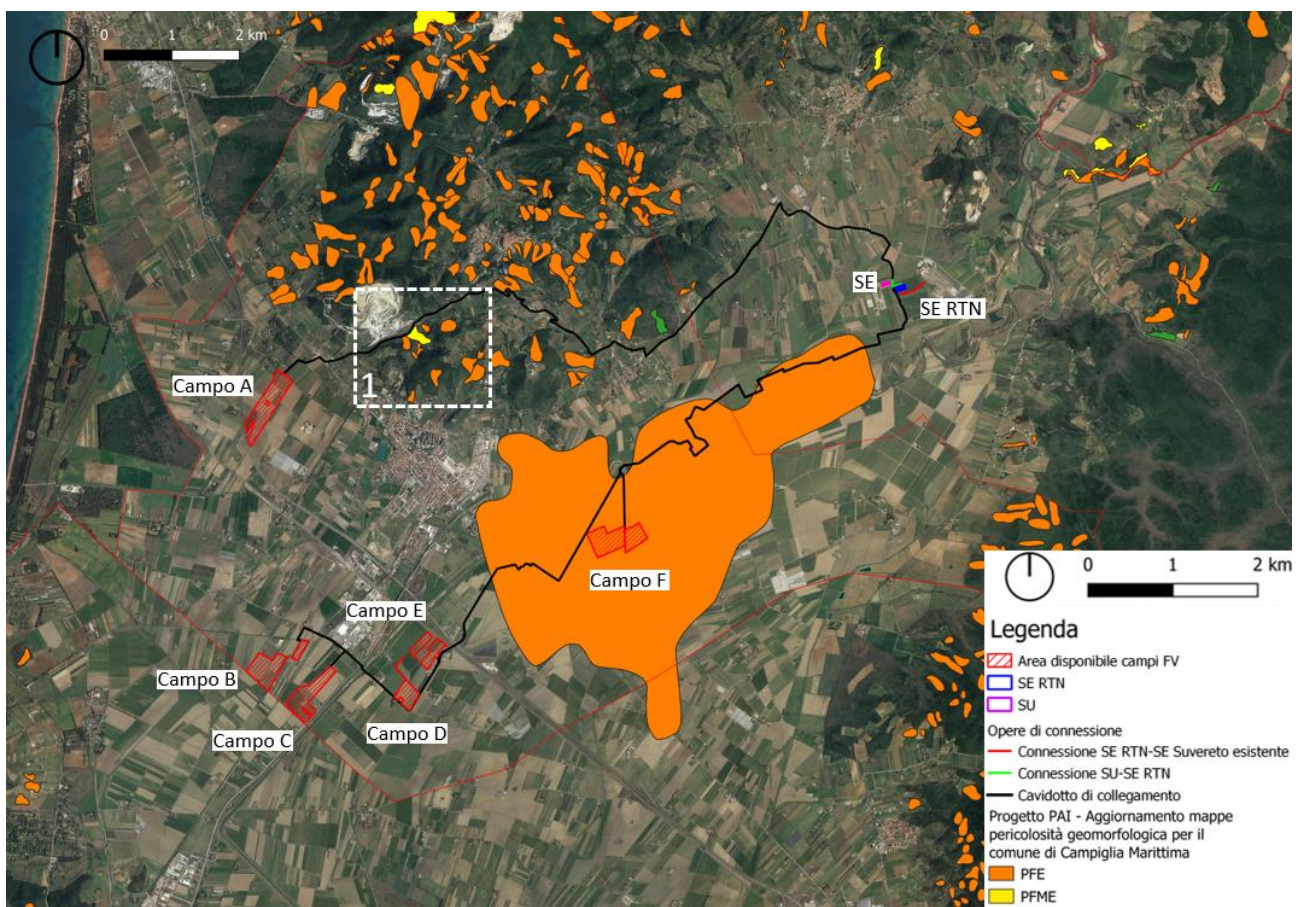 0 1 2 km
SE
SE RTN
Campo A
1
Campo F
Campo E
Campo B
Campo C
Campo D
0 1 2 km
Legenda
Area disponibile campi FV
SE RTN
SU
Opere di connessione
Connessione SE RTN-SE Suvereto esistente
Connessione SU-SE RTN
Cavidotto di collegamento
Progetto PAI - Aggiornamento mappe
pericolosità geomorfologica per il
comune di Campiglia Marittima
PFE
PFME